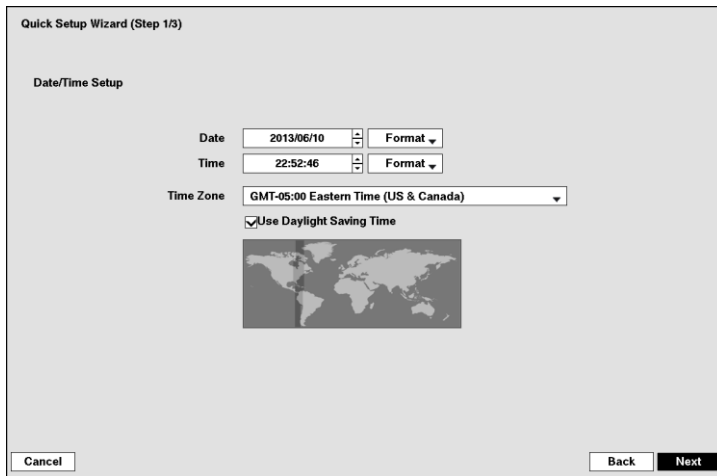 Quick Setup Wizard (Step 1/3)
Date/Time Setup
Date 2013/06/10 Format
Time 22:52:46 Format
Time Zone GMT-05:00 Eastern Time (US & Canada)
Use Daylight Saving Time
Cancel Back Next